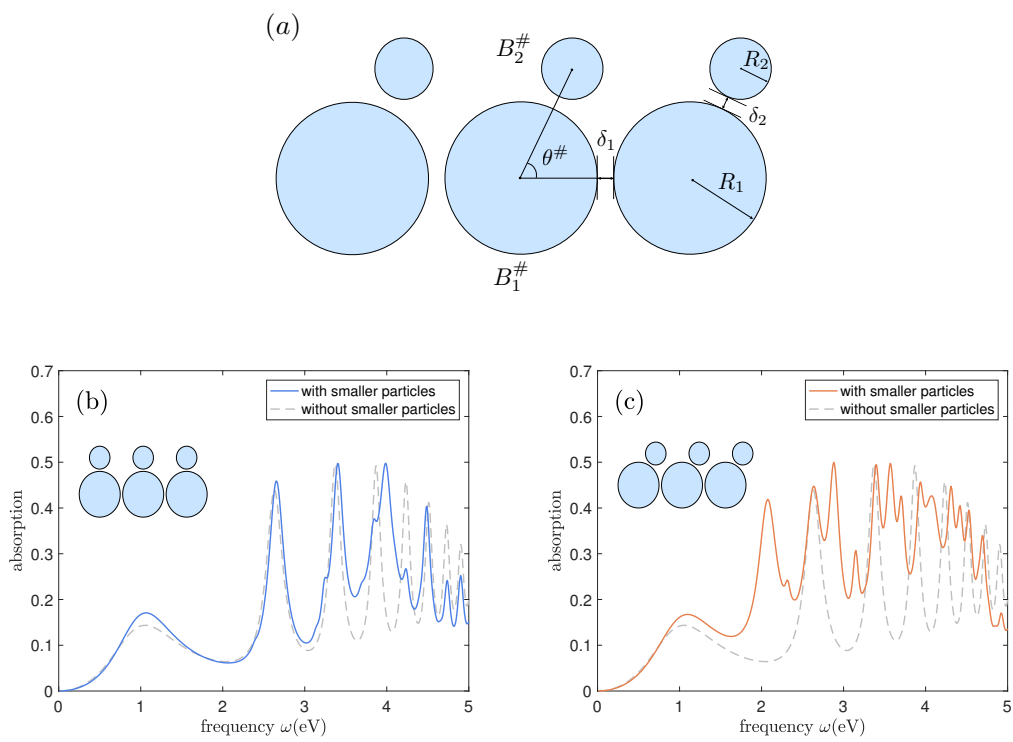 (a)
B₂^#
R₂
δ₂
δ₁
θ^#
R₁
B₁^#
0.7
0.6
0.5
0.4
0.3
0.2
0.1
0
absorption
(b)
with smaller particles
without smaller particles
0 1 2 3 4 5
frequency ω(eV)
0.7
0.6
0.5
0.4
0.3
0.2
0.1
0
absorption
(c)
with smaller particles
without smaller particles
0 1 2 3 4 5
frequency ω(eV)